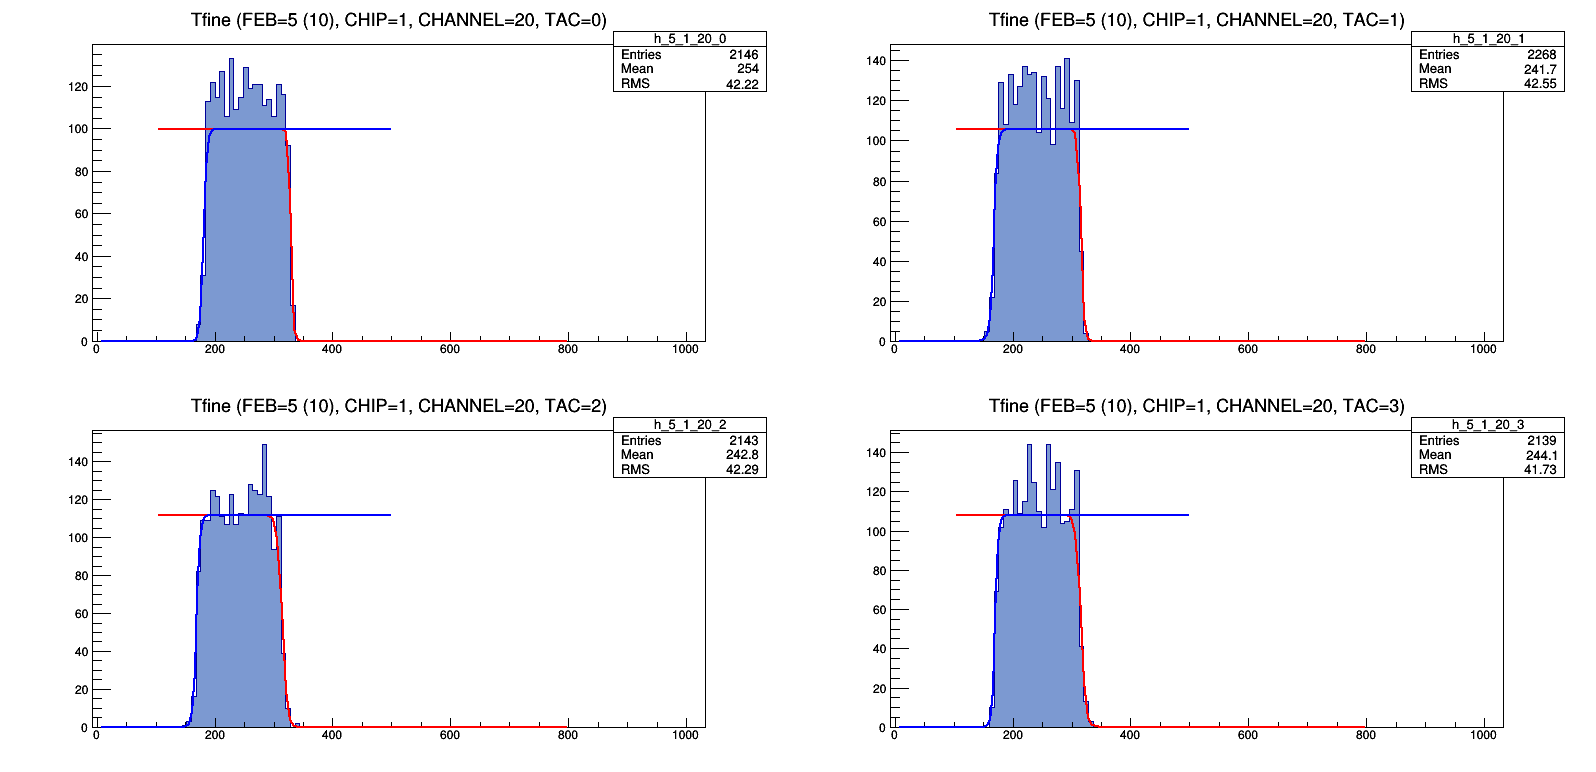 Tfine (FEB=5 (10), CHIP=1, CHANNEL=20, TAC=0)
h_5_1_20_0
Entries 2146
Mean 254
RMS 42.22
120
100
80
60
40
20
0
0 200 400 600 800 1000
Tfine (FEB=5 (10), CHIP=1, CHANNEL=20, TAC=1)
h_5_1_20_1
Entries 2268
Mean 241.7
RMS 42.55
140
120
100
80
60
40
20
0
0 200 400 600 800 1000
Tfine (FEB=5 (10), CHIP=1, CHANNEL=20, TAC=2)
h_5_1_20_2
Entries 2143
Mean 242.8
RMS 42.29
140
120
100
80
60
40
20
0
0 200 400 600 800 1000
Tfine (FEB=5 (10), CHIP=1, CHANNEL=20, TAC=3)
h_5_1_20_3
Entries 2139
Mean 244.1
RMS 41.73
140
120
100
80
60
40
20
0
0 200 400 600 800 1000